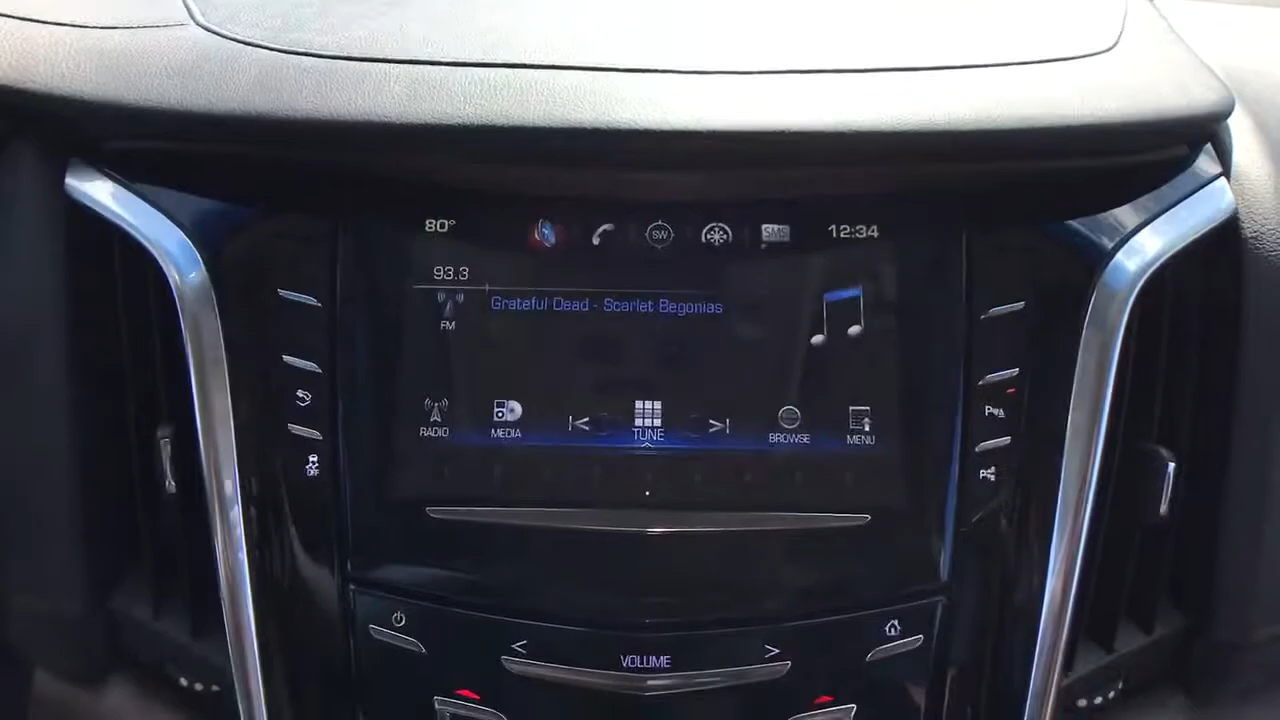 80°
SW
SMS
12:34
93.3
Grateful Dead - Scarlet Begonias
FM
RADIO
MEDIA
TUNE
BROWSE
MENU
OFF
VOLUME